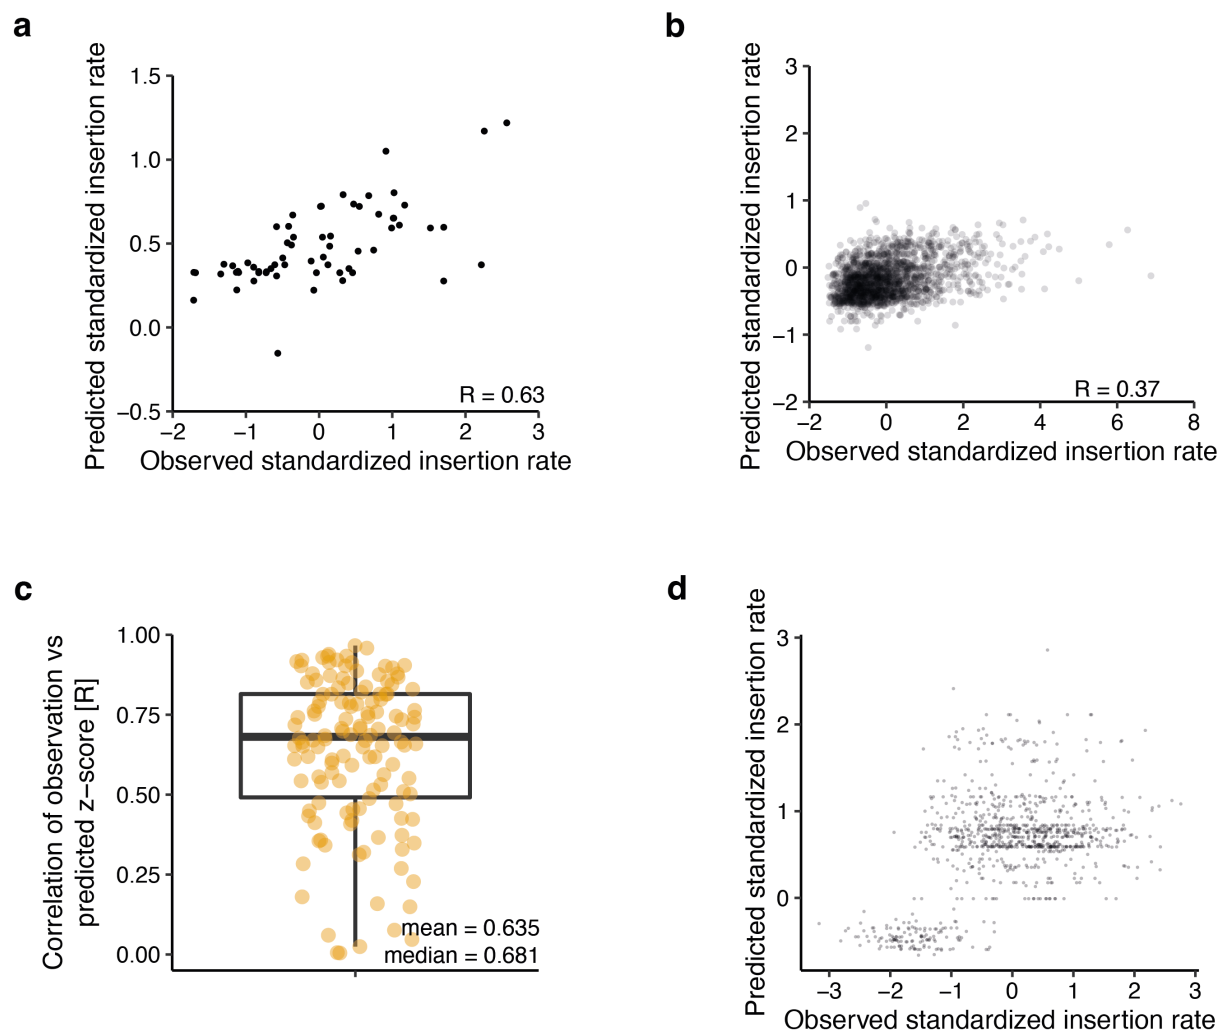 a
Predicted standardized insertion rate
1.5
1.0
0.5
0.0
−0.5
R = 0.63
−2 −1 0 1 2 3
Observed standardized insertion rate
b
Predicted standardized insertion rate
3
2
1
0
−1
−2
R = 0.37
−2 0 2 4 6 8
Observed standardized insertion rate
c
Correlation of observation vs
predicted z−score [R]
1.00
0.75
0.50
0.25
0.00
mean = 0.635
median = 0.681
d
Predicted standardized insertion rate
3
2
1
0
−3 −2 −1 0 1 2 3
Observed standardized insertion rate